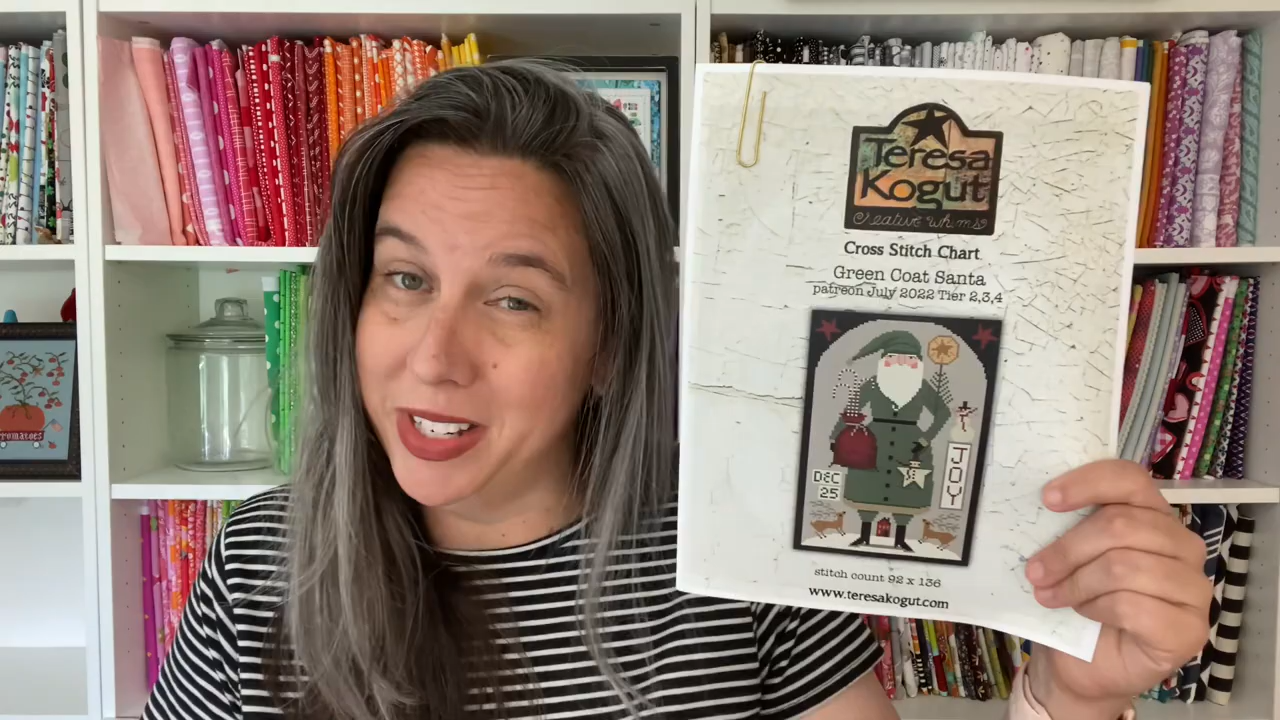 Teresa
Kogut
Creative whims
Cross Stitch Chart
Green Coat Santa
patreon July 2022 Tier 2,3,4
DEC
25
JOY
stitch count 92 x 136
www.teresakogut.com
Tomatoes